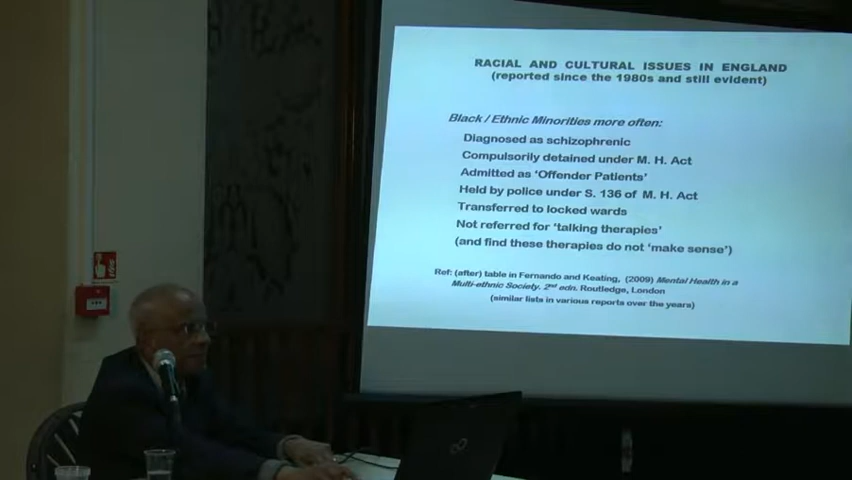 RACIAL AND CULTURAL ISSUES IN ENGLAND
(reported since the 1980s and still evident)
Black / Ethnic Minorities more often:
Diagnosed as schizophrenic
Compulsorily detained under M. H. Act
Admitted as ‘Offender Patients’
Held by police under S. 136 of M. H. Act
Transferred to locked wards
Not referred for ‘talking therapies’
(and find these therapies do not ‘make sense’)
Ref: (after) table in Fernando and Keating, (2009) Mental Health in a
Multi-ethnic Society. 2nd edn. Routledge, London
(similar lists in various reports over the years)